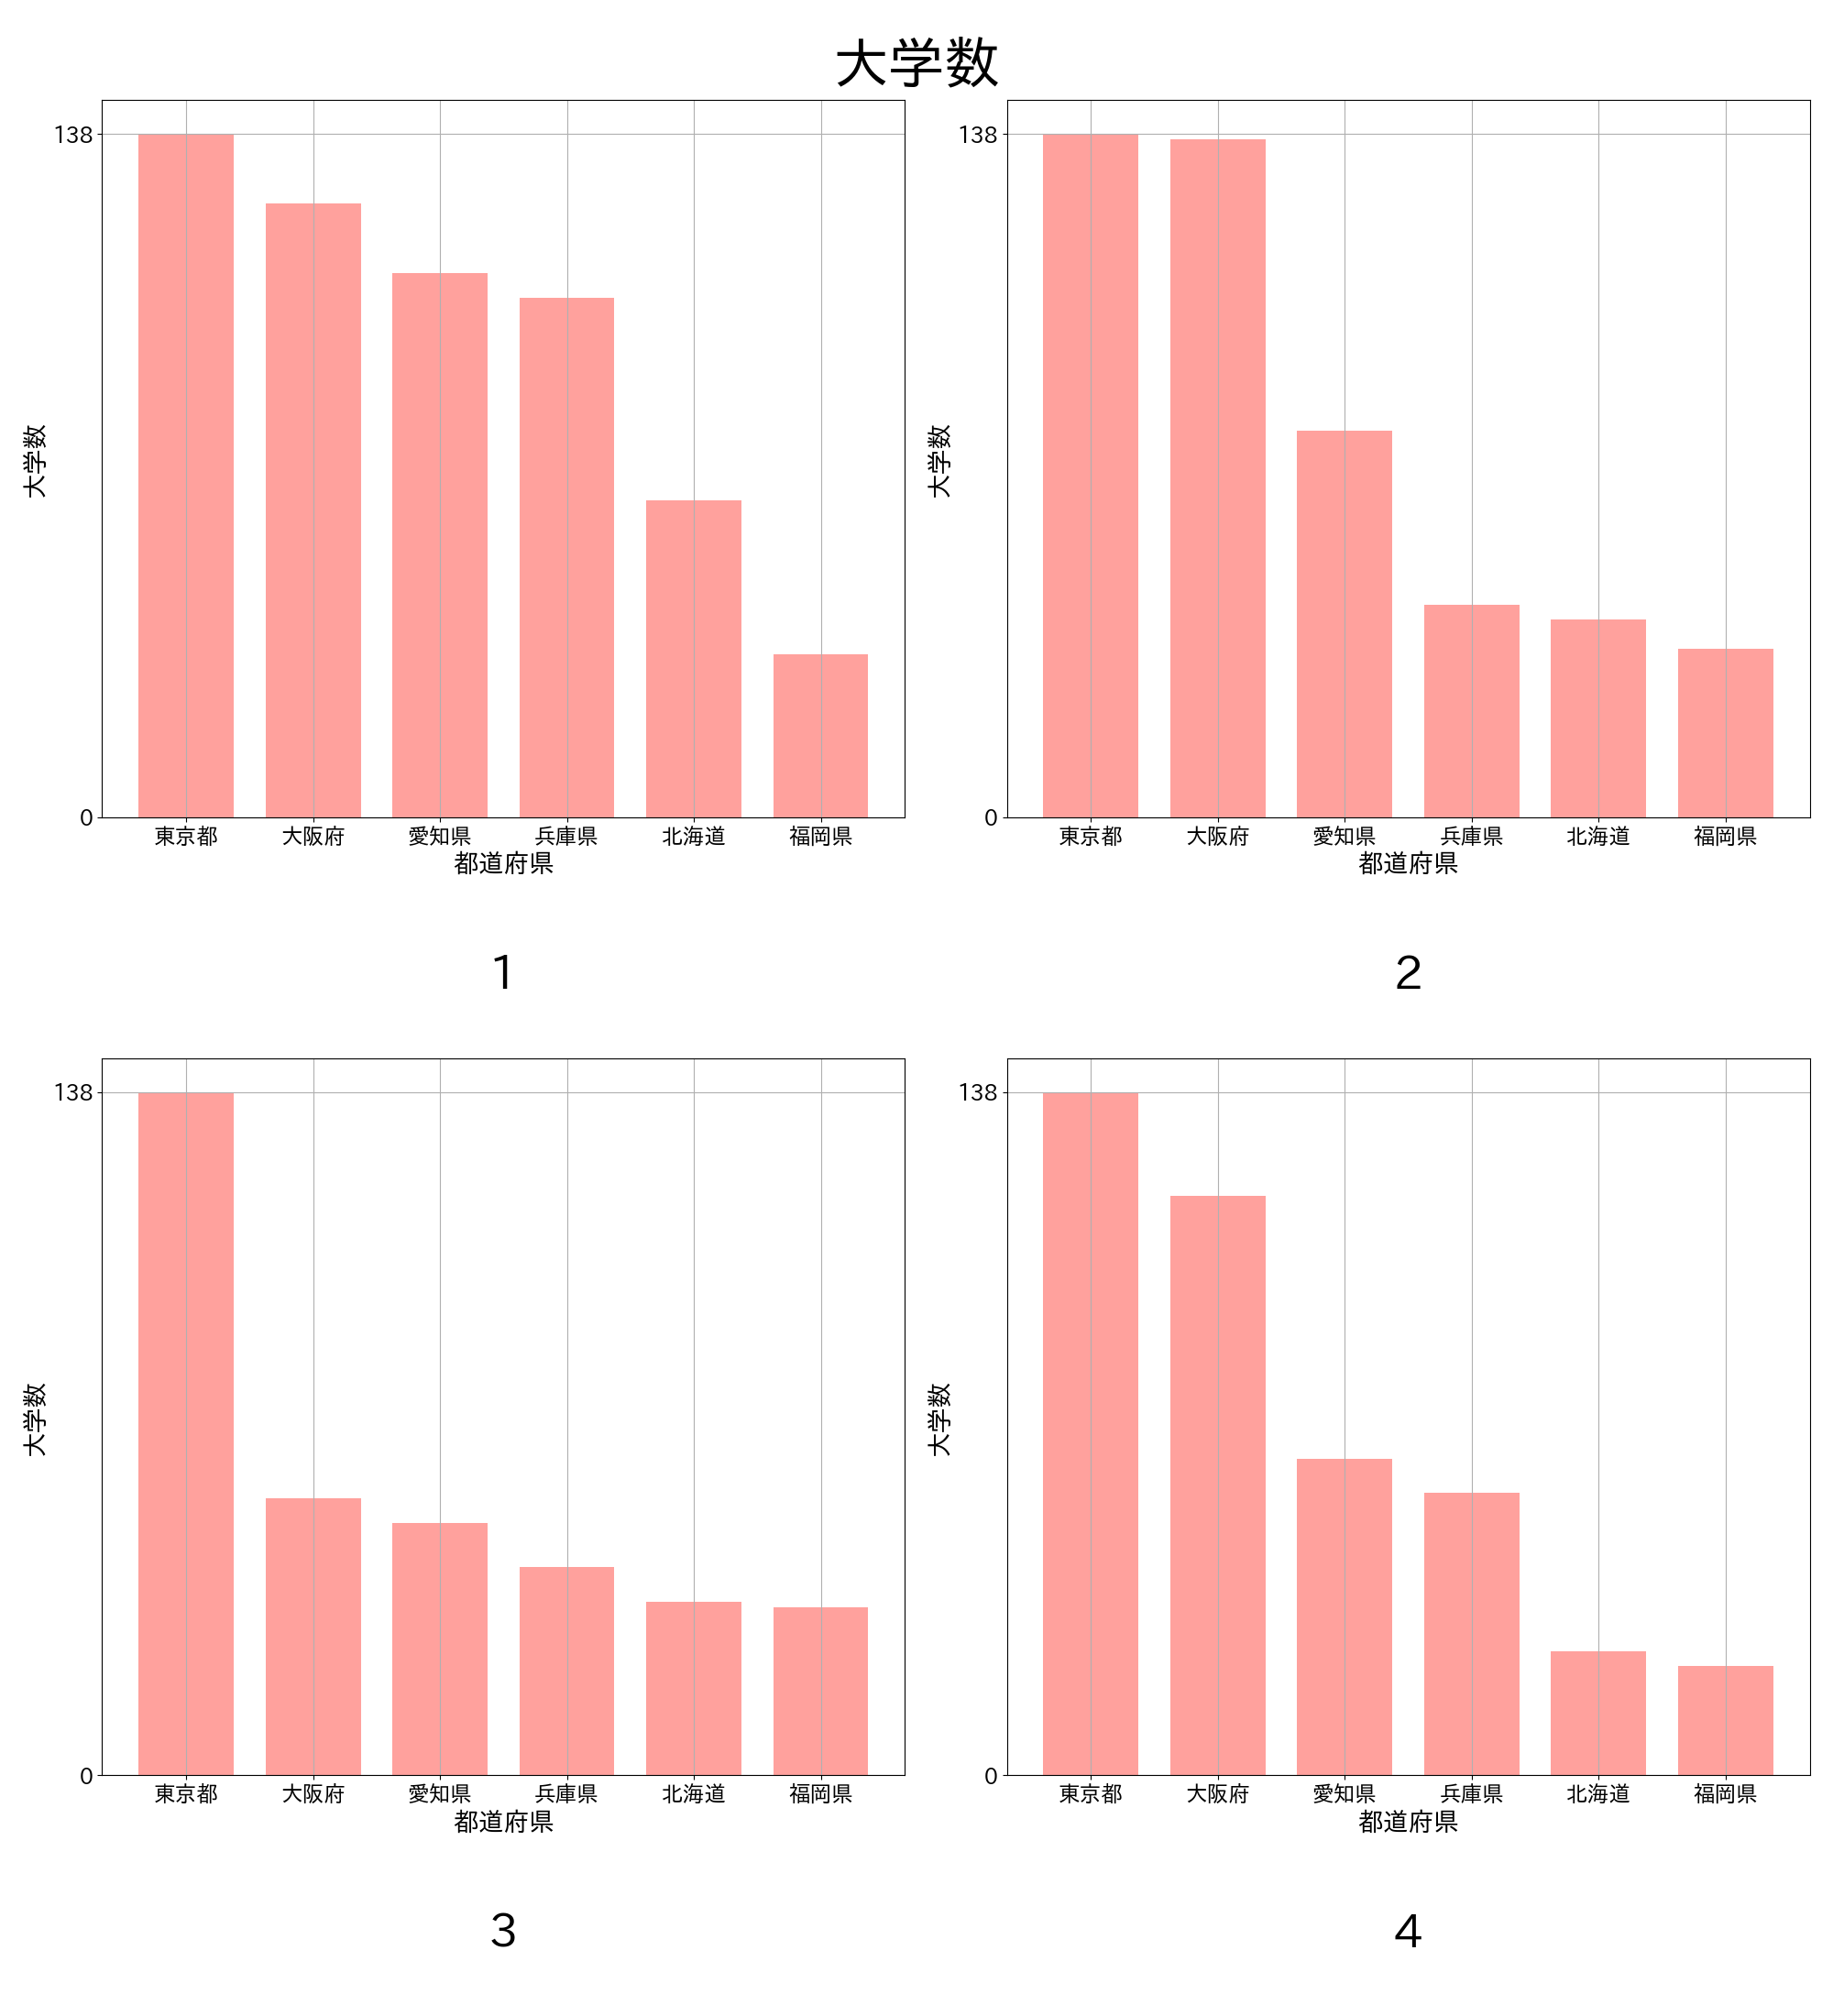 大学数
138
0
大学数
東京都 大阪府 愛知県 兵庫県 北海道 福岡県
都道府県
1
138
0
大学数
東京都 大阪府 愛知県 兵庫県 北海道 福岡県
都道府県
2
138
0
大学数
東京都 大阪府 愛知県 兵庫県 北海道 福岡県
都道府県
3
138
0
大学数
東京都 大阪府 愛知県 兵庫県 北海道 福岡県
都道府県
4